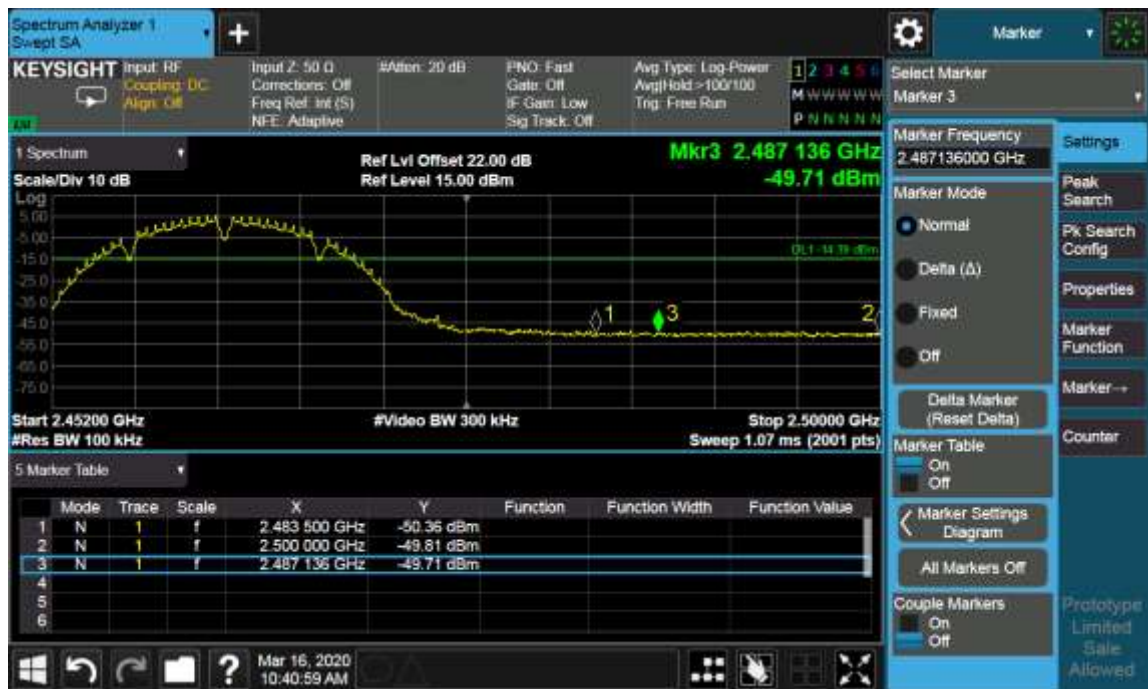 Spectrum Analyzer 1
Swept SA
+
Marker
KEYSIGHT
Input: RF
Coupling: DC
Align: Off
Input Z: 50 Ω
Corrections: Off
Freq Ref: Int (S)
NFE: Adaptive
#Atten: 20 dB
PNO: Fast
Gate: Off
IF Gain: Low
Sig Track: Off
Avg Type: Log-Power
Avg|Hold:>100/100
Trig: Free Run
1 2 3 4 5 6
M W W W W W
P N N N N N
Select Marker
Marker 3
1 Spectrum
Scale/Div 10 dB
Log
Ref Lvl Offset 22.00 dB
Ref Level 15.00 dBm
Mkr3 2.487 136 GHz
-49.71 dBm
5.00
-5.00
-15.0
-25.0
-35.0
-45.0
-55.0
-65.0
-75.0
DL1 -14.39 dBm
1
3
2
Start 2.45200 GHz
#Res BW 100 kHz
#Video BW 300 kHz
Stop 2.50000 GHz
Sweep 1.07 ms (2001 pts)
5 Marker Table
Mode Trace Scale X Y Function Function Width Function Value
1 N 1 f 2.483 500 GHz -50.36 dBm
2 N 1 f 2.500 000 GHz -49.81 dBm
3 N 1 f 2.487 136 GHz -49.71 dBm
4
5
6
Marker Frequency
2.487136000 GHz
Marker Mode
Normal
Delta (Δ)
Fixed
Off
Delta Marker
(Reset Delta)
Marker Table
On
Off
Marker Settings
Diagram
All Markers Off
Couple Markers
On
Off
Settings
Peak
Search
Pk Search
Config
Properties
Marker
Function
Marker→
Counter
Prototype
Limited
Sale
Allowed
?
Mar 16, 2020
10:40:59 AM